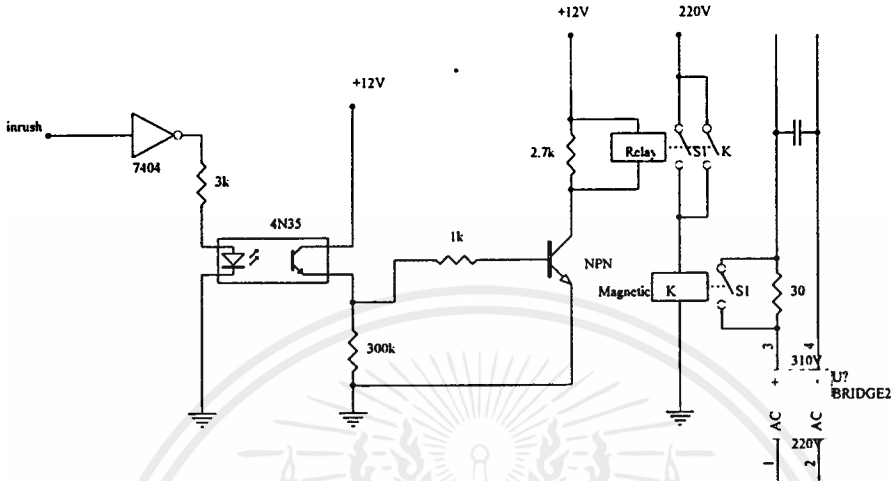 +12V
220V
+12V
inrush
7404
3k
2.7k
Relay
S1
K
4N35
1k
NPN
Magnetic
K
S1
30
300k
3
4
310V
+
-
U?
BRIDGE2
AC
AC
220V
1
2